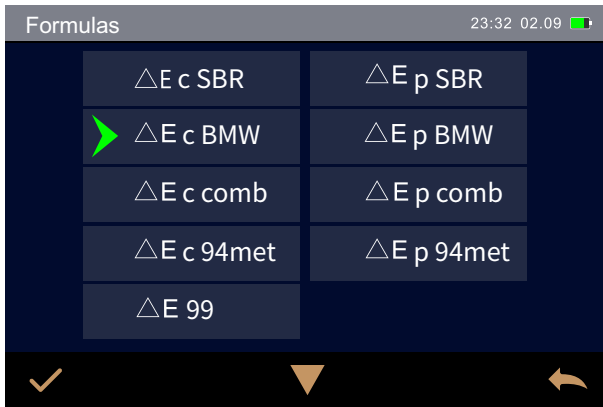 Formulas 23:32 02.09
△E c SBR △E p SBR
△E c BMW △E p BMW
△E c comb △E p comb
△E c 94met △E p 94met
△E 99